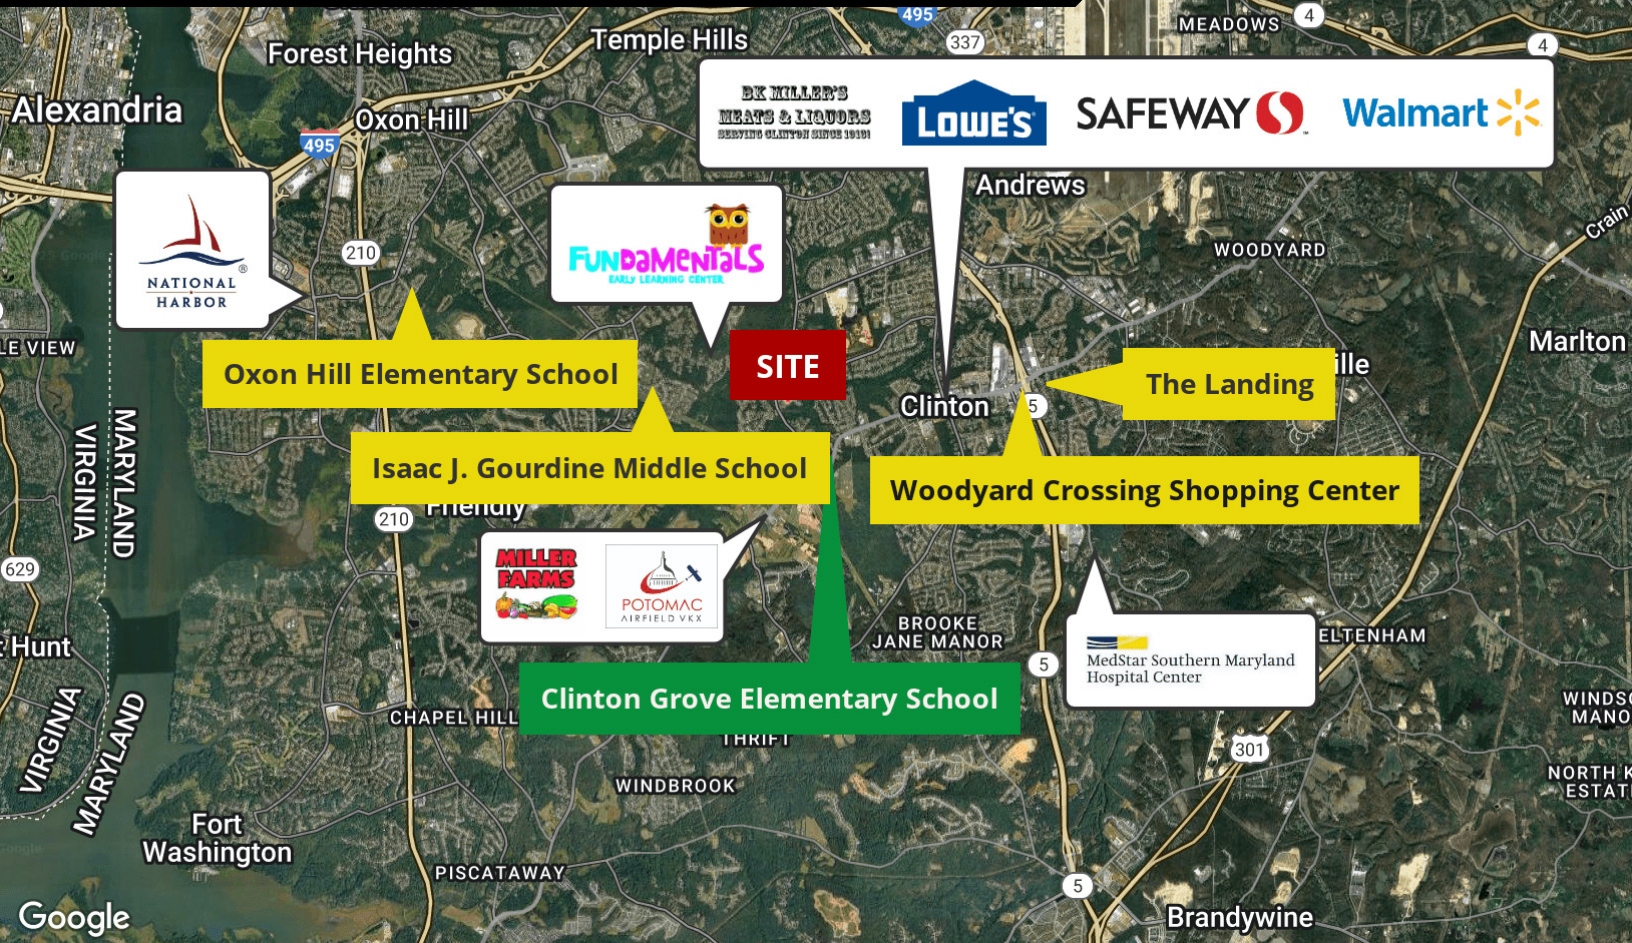 495
MEADOWS
4
Temple Hills
337
4
Forest Heights
Alexandria
Oxon Hill
495
BK MILLER'S
MEATS & LIQUORS
SERVING CLINTON SINCE 1918!
LOWE'S
SAFEWAY
Walmart
Andrews
Crain
WOODYARD
210
NATIONAL
HARBOR
®
FUNDAMENTALS
EARLY LEARNING CENTER
LE VIEW
Marlton
SITE
ille
Oxon Hill Elementary School
The Landing
Clinton
5
VIRGINIA
MARYLAND
Isaac J. Gourdine Middle School
Woodyard Crossing Shopping Center
Friendly
210
629
MILLER
FARMS
POTOMAC
AIRFIELD VKX
BROOKE
JANE MANOR
ELTENHAM
t Hunt
5
MedStar Southern Maryland
Hospital Center
VIRGINIA
MARYLAND
Clinton Grove Elementary School
CHAPEL HILL
THRIFT
WINDSO
MANO
301
WINDBROOK
NORTH K
ESTAT
Fort
Washington
PISCATAWAY
5
Google
Brandywine